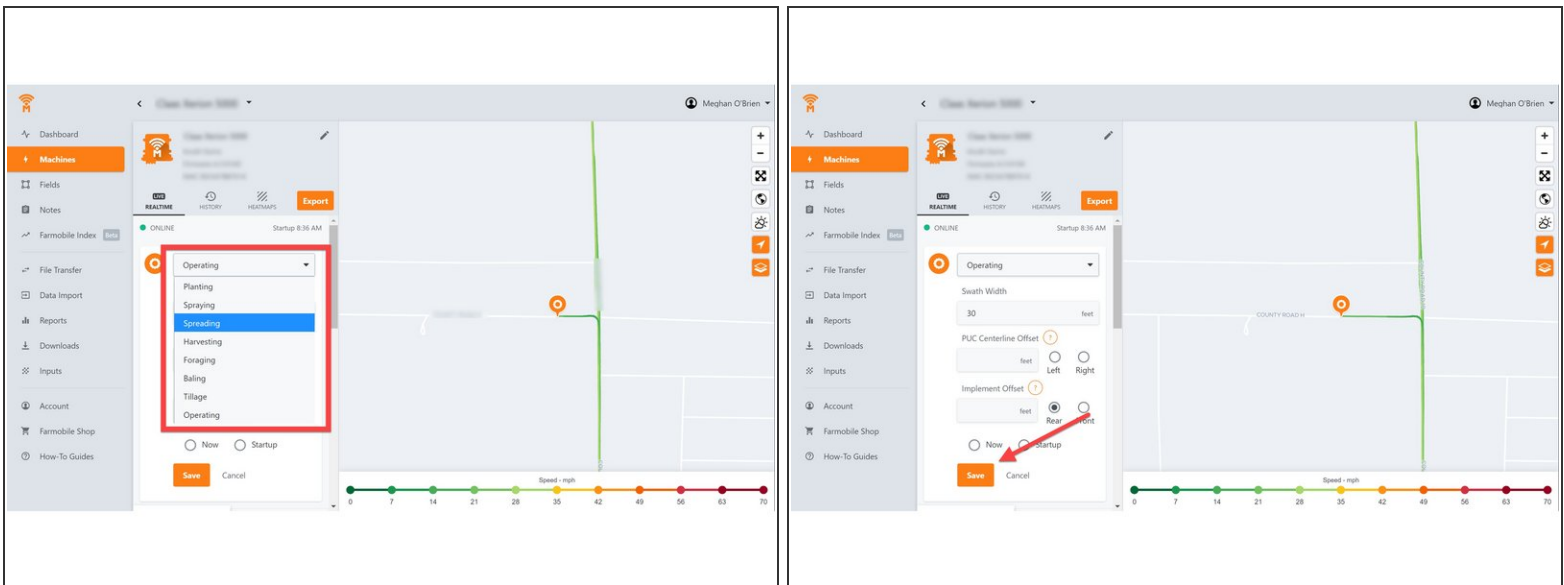 Meghan O'Brien
Dashboard
Machines
Fields
Notes
Farmobile Index Beta
File Transfer
Data Import
Reports
Downloads
Inputs
Account
Farmobile Shop
How-To Guides
LIVE
REALTIME HISTORY HEATMAPS Export
ONLINE Startup 8:36 AM
Operating
Planting
Spraying
Spreading
Harvesting
Foraging
Baling
Tillage
Operating
Now Startup
Save Cancel
+
−
Speed - mph
0 7 14 21 28 35 42 49 56 63 70
Meghan O'Brien
Dashboard
Machines
Fields
Notes
Farmobile Index Beta
File Transfer
Data Import
Reports
Downloads
Inputs
Account
Farmobile Shop
How-To Guides
LIVE
REALTIME HISTORY HEATMAPS Export
ONLINE Startup 8:36 AM
Operating
Swath Width
30 feet
PUC Centerline Offset ?
feet Left Right
Implement Offset ?
feet Rear Front
Now Startup
Save Cancel
COUNTY ROAD H
+
−
Speed - mph
0 7 14 21 28 35 42 49 56 63 70